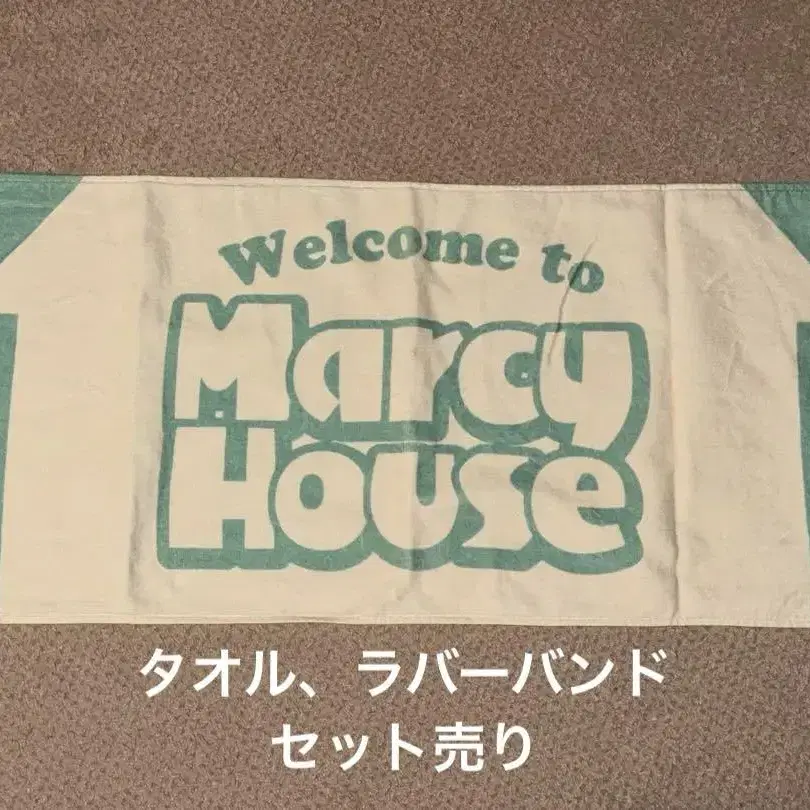 Welcome to
Marcy
House
タオル、ラバーバンド
セット売り